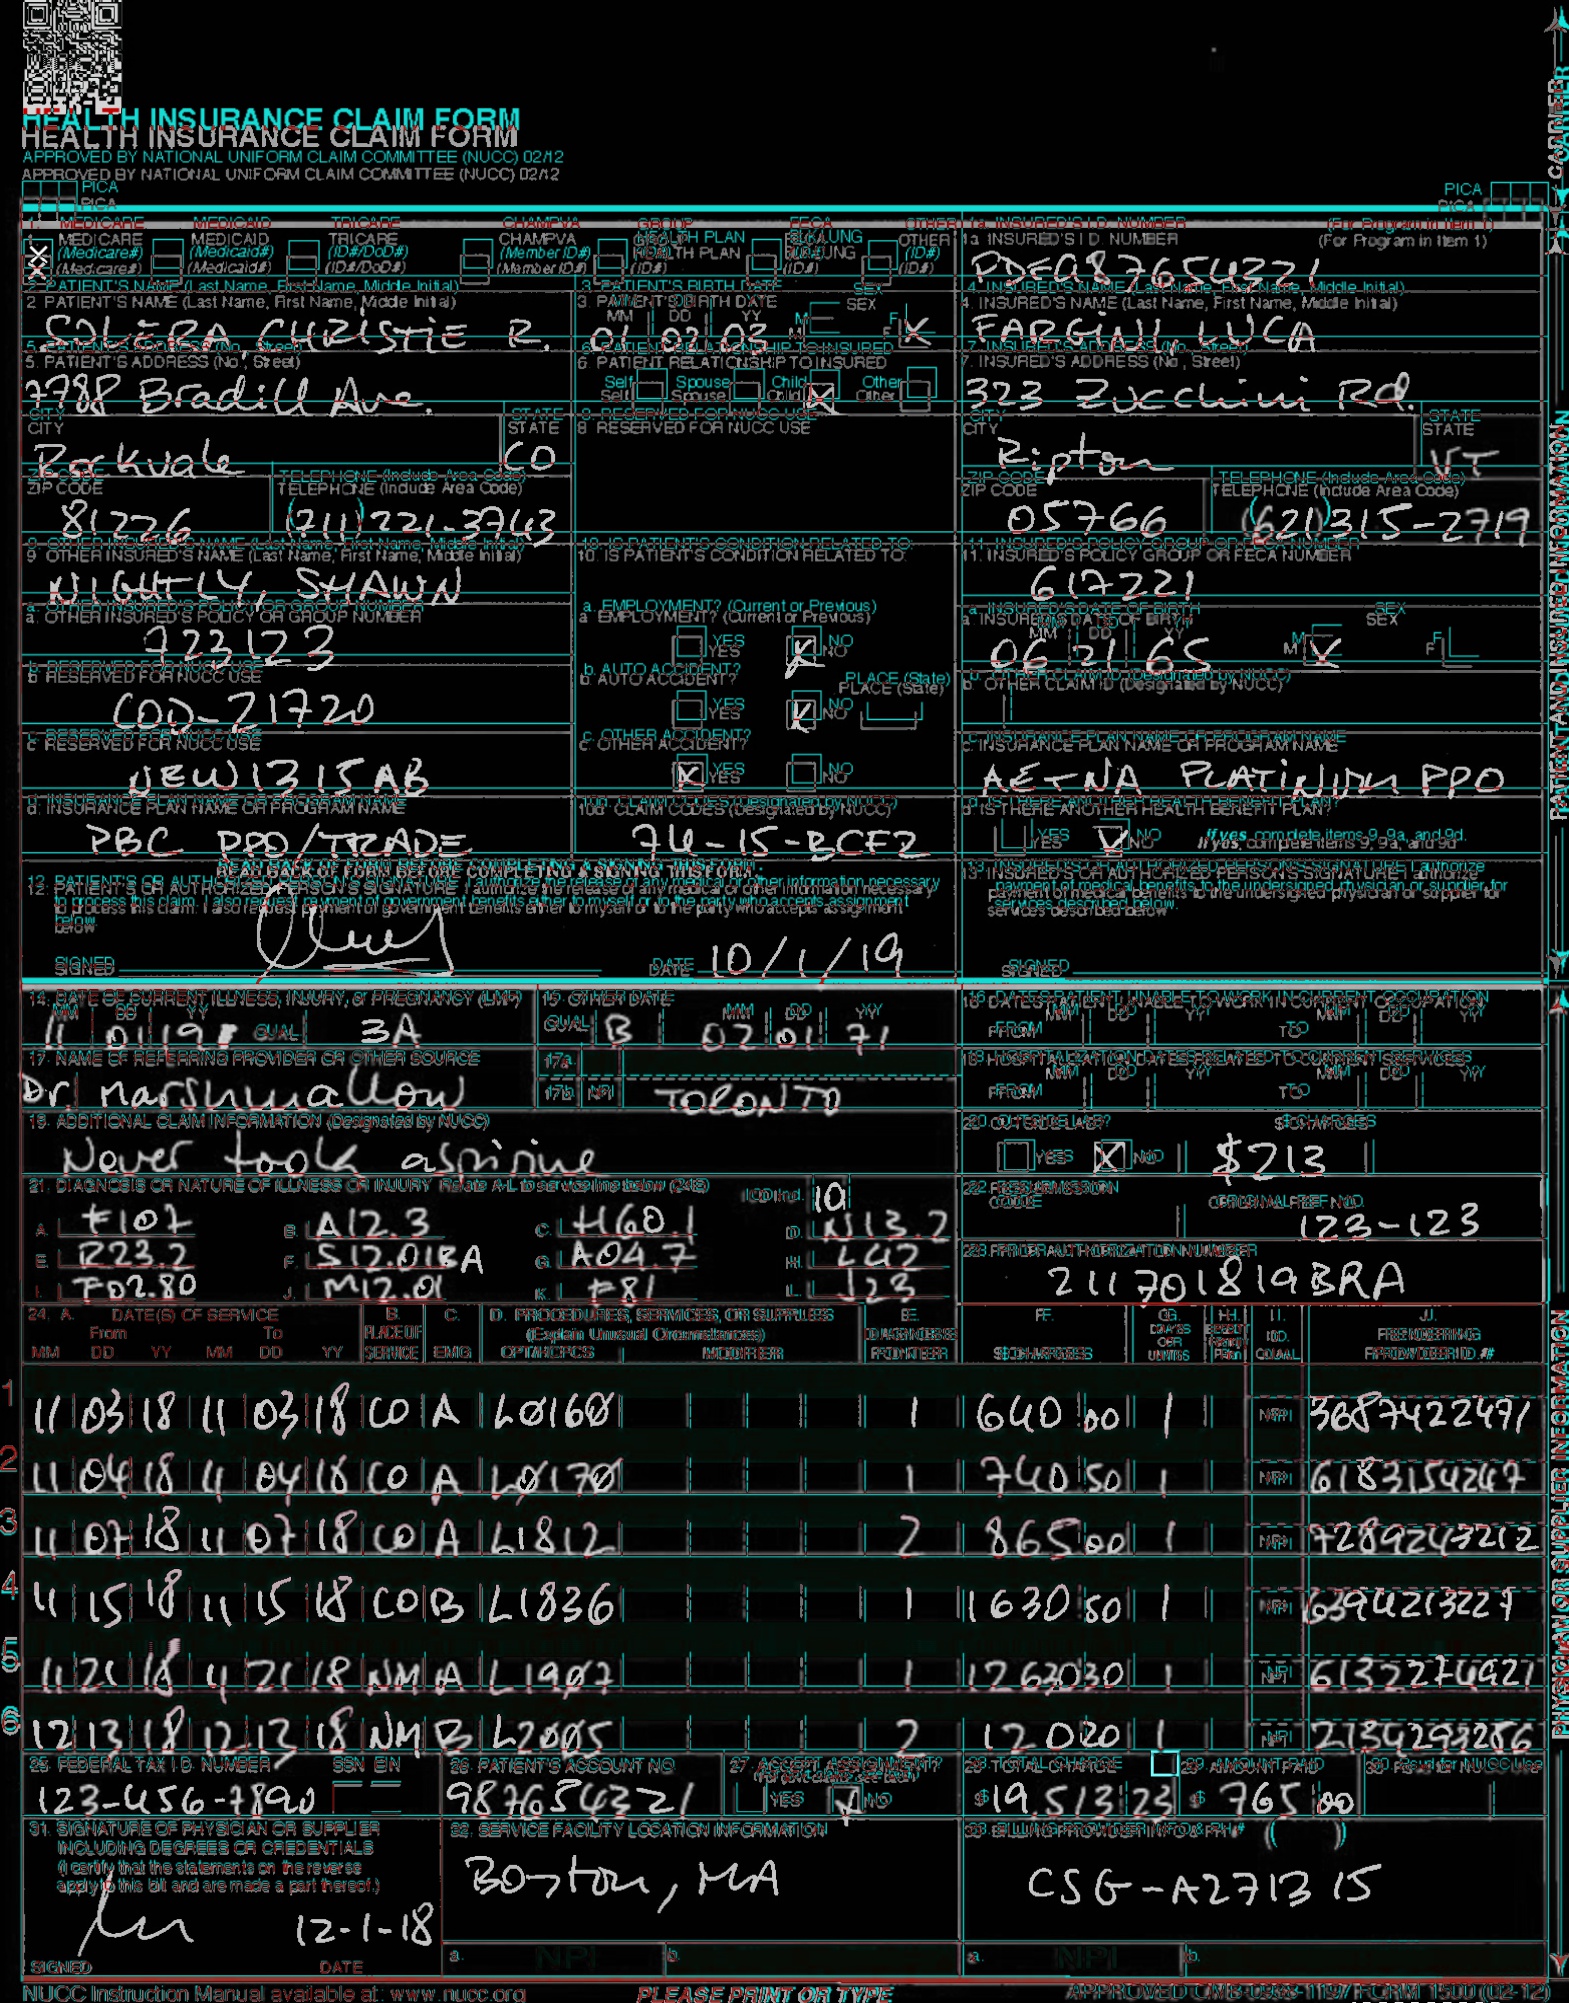 HEALTH INSURANCE CLAIM FORM
HEALTH INSURANCE CLAIM FORM
APPROVED BY NATIONAL UNIFORM CLAIM COMMITTEE (NUCC) 02/12
APPROVED BY NATIONAL UNIFORM CLAIM COMMITTEE (NUCC) 02/12
PICA PICA
PICA PICA
CARRIER
1. MEDICARE MEDICAID TRICARE CHAMPVA GROUP HEALTH PLAN FECA BLK LUNG OTHER 1a. INSURED'S I.D. NUMBER (For Program in Item 1)
X (Medicare#) (Medicaid#) (ID#/DoD#) (Member ID#) (ID#) (ID#) (ID#) PDEQ87654321
2. PATIENT'S NAME (Last Name, First Name, Middle Initial) 3. PATIENT'S BIRTH DATE MM DD YY SEX M F 4. INSURED'S NAME (Last Name, First Name, Middle Initial)
CHRISTIE R. 01 02 03 X FARGINI, LUCA
5. PATIENT'S ADDRESS (No., Street) 6. PATIENT RELATIONSHIP TO INSURED 7. INSURED'S ADDRESS (No., Street)
7788 Bradill Ave. Self Spouse Child X Other 323 Zucchini Rd.
CITY STATE 8. RESERVED FOR NUCC USE CITY STATE
Rockvale CO Ripton VT
ZIP CODE TELEPHONE (Include Area Code) ZIP CODE TELEPHONE (Include Area Code)
81226 (711) 221-3743 05766 (621) 315-2719
9. OTHER INSURED'S NAME (Last Name, First Name, Middle Initial) 10. IS PATIENT'S CONDITION RELATED TO: 11. INSURED'S POLICY GROUP OR FECA NUMBER
NIGHTLY, SHAWN 617221
a. OTHER INSURED'S POLICY OR GROUP NUMBER a. EMPLOYMENT? (Current or Previous) a. INSURED'S DATE OF BIRTH MM DD YY SEX
723123 YES X NO 06 21 65 M X F
b. RESERVED FOR NUCC USE b. AUTO ACCIDENT? PLACE (State) b. OTHER CLAIM ID (Designated by NUCC)
COD-21720 YES X NO
c. RESERVED FOR NUCC USE c. OTHER ACCIDENT? c. INSURANCE PLAN NAME OR PROGRAM NAME
NEW1315AB X YES NO AETNA PLATINIUM PPO
d. INSURANCE PLAN NAME OR PROGRAM NAME 10d. CLAIM CODES (Designated by NUCC) d. IS THERE ANOTHER HEALTH BENEFIT PLAN?
PBC PPO/TRADE 74-15-BCF2 YES X NO If yes, complete items 9, 9a, and 9d.
READ BACK OF FORM BEFORE COMPLETING & SIGNING THIS FORM.
12. PATIENT'S OR AUTHORIZED PERSON'S SIGNATURE I authorize the release of any medical or other information necessary to process this claim. I also request payment of government benefits either to myself or to the party who accepts assignment below.
13. INSURED'S OR AUTHORIZED PERSON'S SIGNATURE I authorize payment of medical benefits to the undersigned physician or supplier for services described below.
SIGNED DATE 10/1/19 SIGNED
PATIENT AND INSURED INFORMATION
14. DATE OF CURRENT ILLNESS, INJURY, or PREGNANCY (LMP) 15. OTHER DATE MM DD YY 16. DATES PATIENT UNABLE TO WORK IN CURRENT OCCUPATION
MM DD YY 11 01 19 QUAL. 3A QUAL. B 02 01 71 FROM MM DD YY TO MM DD YY
17. NAME OF REFERRING PROVIDER OR OTHER SOURCE 17a. 18. HOSPITALIZATION DATES RELATED TO CURRENT SERVICES
Dr. Marshmallow 17b. NPI TORONTO FROM MM DD YY TO MM DD YY
19. ADDITIONAL CLAIM INFORMATION (Designated by NUCC) 20. OUTSIDE LAB? $ CHARGES
Never took aspirine YES X NO $213
21. DIAGNOSIS OR NATURE OF ILLNESS OR INJURY Relate A-L to service line below (24E) ICD Ind. 10 22. RESUBMISSION CODE ORIGINAL REF. NO.
A. F107 B. A12.3 C. H60.1 D. N13.2 123-123
E. R23.2 F. S12.01BA G. A04.7 H. L42 23. PRIOR AUTHORIZATION NUMBER
I. F02.80 J. M12.01 K. F81 L. J23 211701819BRA
24. A. DATE(S) OF SERVICE B. C. D. PROCEDURES, SERVICES, OR SUPPLIES E. F. G. H. I. J.
From To PLACE OF (Explain Unusual Circumstances) DIAGNOSIS DAYS OR ID. RENDERING
MM DD YY MM DD YY SERVICE EMG CPT/HCPCS MODIFIER POINTER $ CHARGES UNITS QUAL. PROVIDER ID. #
1 11 03 18 11 03 18 CO A L0160 1 640 00 1 NPI 3687422471
2 11 04 18 11 04 18 CO A L0170 1 740 50 1 NPI 6183154247
3 11 07 18 11 07 18 CO A L1812 2 865 00 1 NPI 7289243212
4 11 15 18 11 15 18 CO B L1836 1 1630 50 1 NPI 6394213227
5 11 21 18 11 21 18 NM A L1907 1 12630 30 1 NPI 6132274921
6 12 13 18 12 13 18 NM B L2005 2 120 20 1 NPI 2134293286
25. FEDERAL TAX I.D. NUMBER SSN EIN 26. PATIENT'S ACCOUNT NO. 27. ACCEPT ASSIGNMENT? 28. TOTAL CHARGE 29. AMOUNT PAID 30. Rsvd for NUCC Use
123-456-7890 987654321 YES X NO $ 19,513 23 $ 765 00
31. SIGNATURE OF PHYSICIAN OR SUPPLIER 32. SERVICE FACILITY LOCATION INFORMATION 33. BILLING PROVIDER INFO & PH # ( )
INCLUDING DEGREES OR CREDENTIALS
(I certify that the statements on the reverse apply to this bill and are made a part thereof.)
Boston, MA CSG-A271315
12-1-18
SIGNED DATE a. NPI b. a. NPI b.
PHYSICIAN OR SUPPLIER INFORMATION
NUCC Instruction Manual available at: www.nucc.org PLEASE PRINT OR TYPE APPROVED OMB-0938-1197 FORM 1500 (02-12)